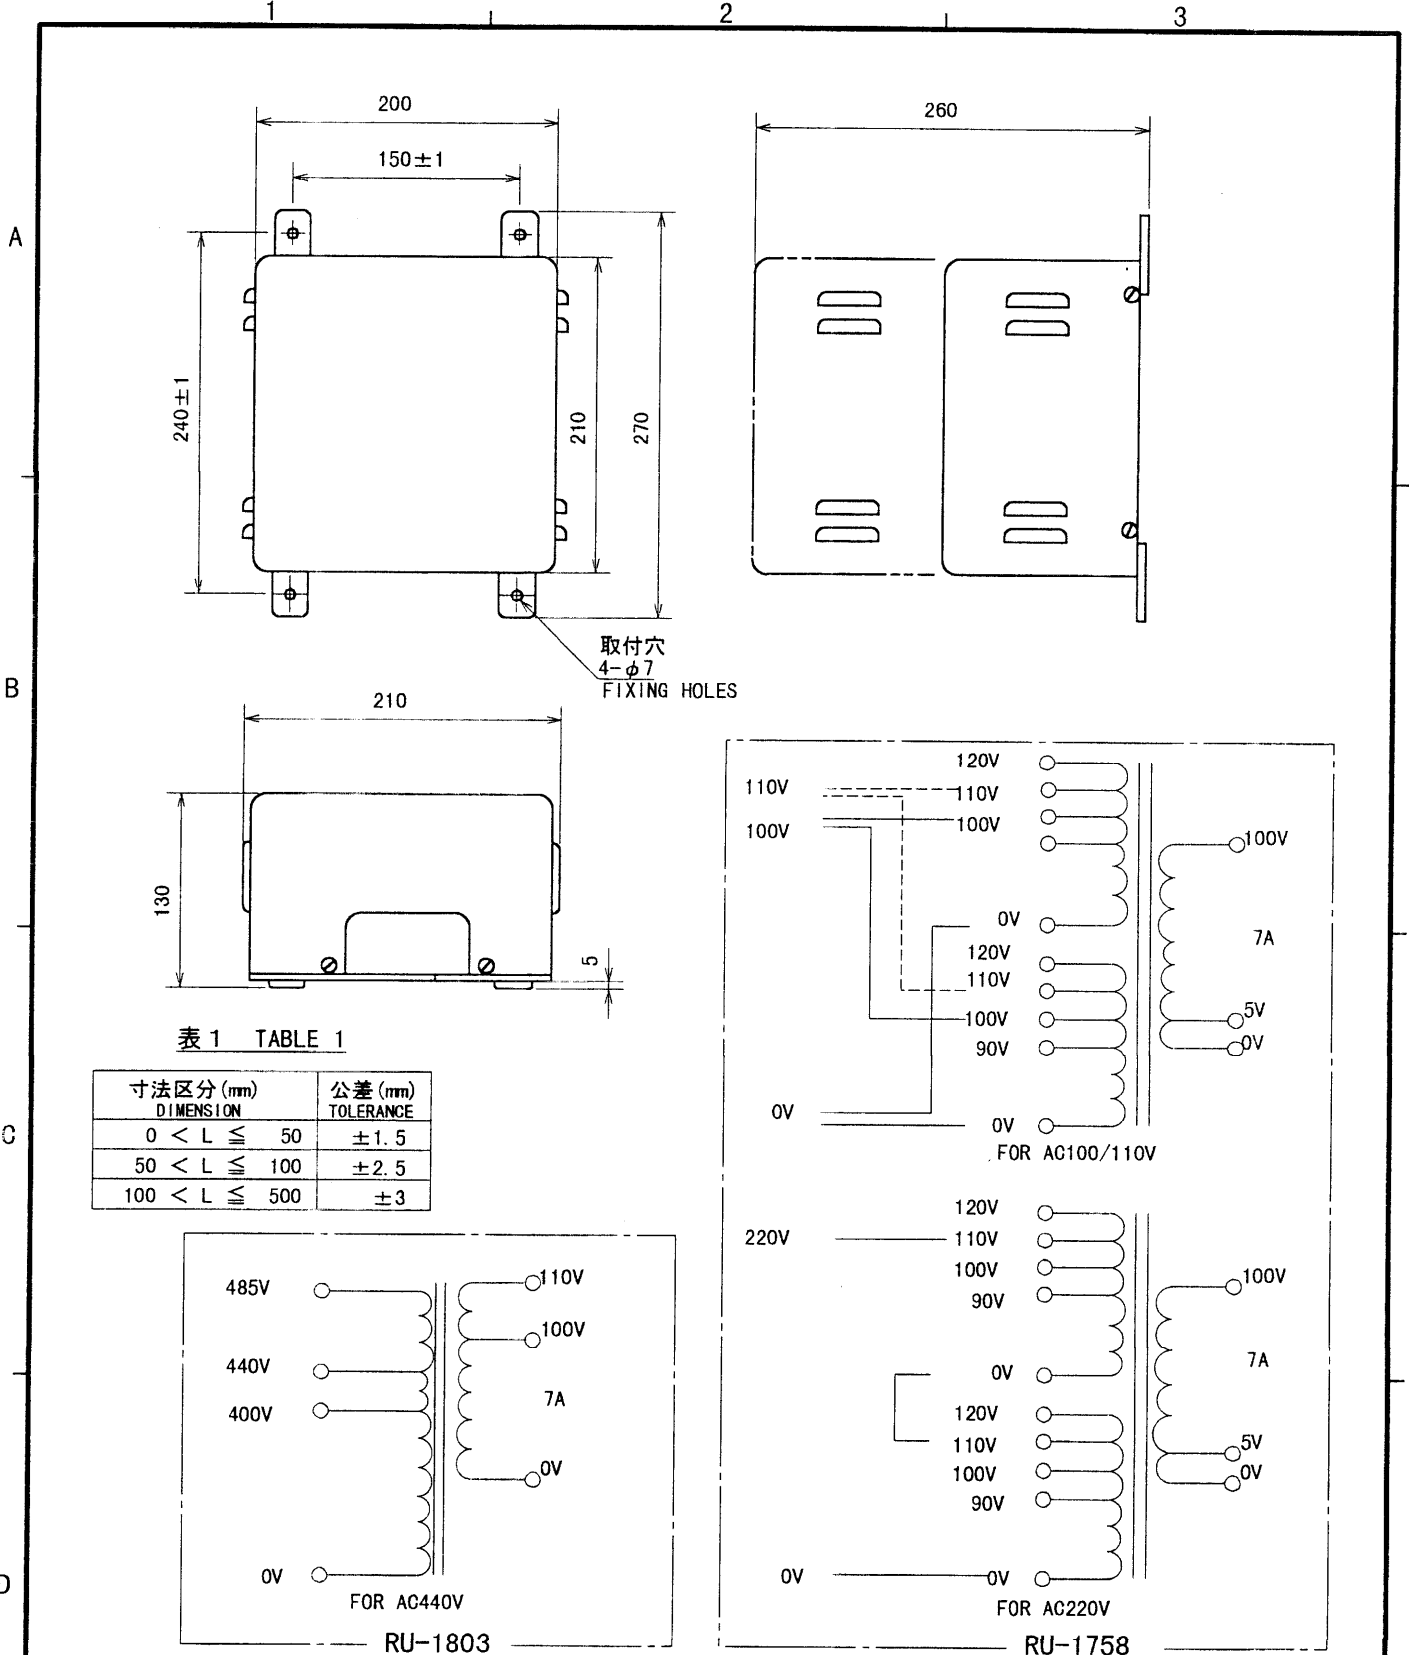 1 2 3
A
B
C
D
200
150±1
240±1
210
270
260
取付穴
4-φ7
FIXING HOLES
210
130
5
表1 TABLE 1
寸法区分(mm) 公差(mm)
DIMENSION TOLERANCE
0 < L ≦ 50 ±1.5
50 < L ≦ 100 ±2.5
100 < L ≦ 500 ±3
485V
440V
400V
0V
110V
100V
7A
0V
FOR AC440V
RU-1803
110V
100V
0V
120V
110V
100V
0V
120V
110V
100V
90V
0V
100V
7A
5V
0V
FOR AC100/110V
220V
0V
120V
110V
100V
90V
0V
120V
110V
100V
90V
0V
100V
7A
5V
0V
FOR AC220V
RU-1758